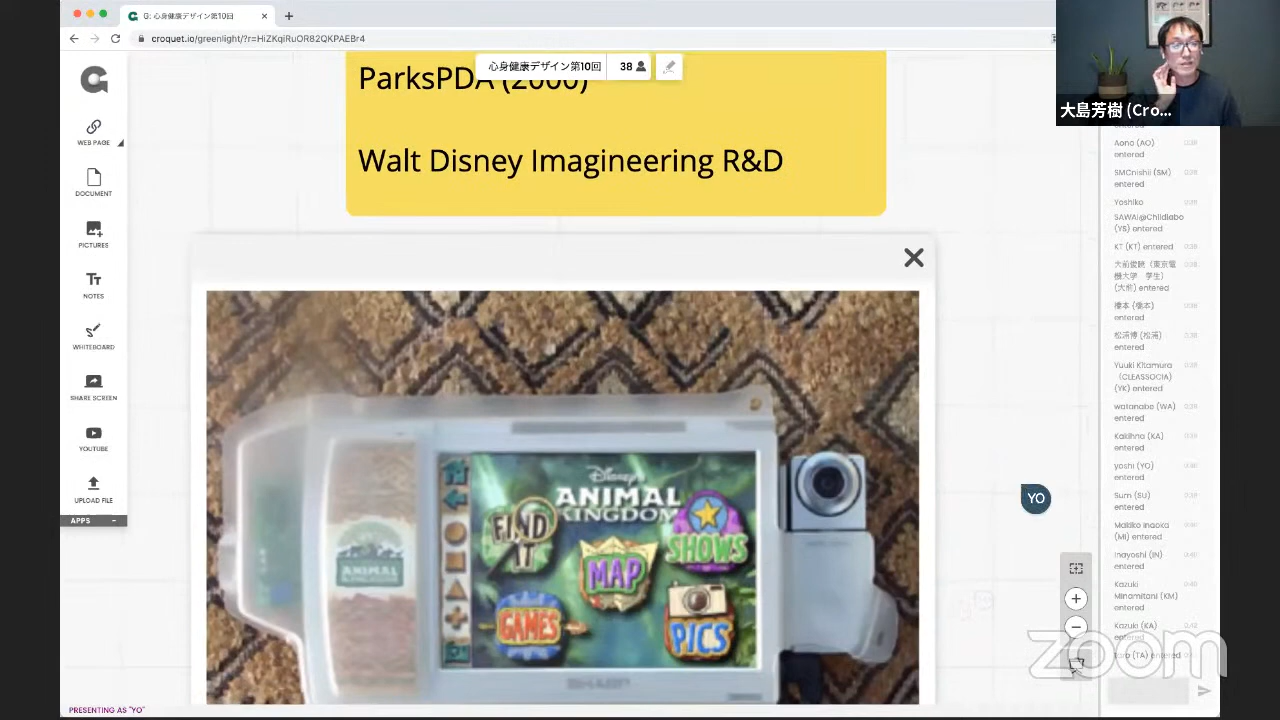 G: 心身健康デザイン第10回
croquet.io/greenlight/?r=HiZKqiRuOR82QKPAEBr4
大島芳樹 (Cro...
心身健康デザイン第10回 38
ParksPDA (2000)
Walt Disney Imagineering R&D
WEB PAGE
DOCUMENT
PICTURES
NOTES
WHITEBOARD
SHARE SCREEN
YOUTUBE
UPLOAD FILE
APPS -
Disney's
ANIMAL
KINGDOM
FIND
IT
SHOWS
MAP
GAMES
PICS
ANIMAL
SHARP
YO
Aono (AO)
entered
SMCnishii (SM)
entered
Yoshiko
SAWAI@Childlabo
(YS) entered
KT (KT) entered
大前俊曉（東京電
機大学 学生）
(大前) entered
橋本 (橋本)
entered
松浦博 (松浦)
entered
Yuuki Kitamura
（CLEASSOCIA)
(YK) entered
watanabe (WA)
entered
Kakihna (KA)
entered
yoshi (YO)
entered
Sum (SU)
entered
Makiko Inaoka
(MI) entered
Inayoshi (IN)
entered
Kazuki
Minamitani (KM)
entered
Kazuki (KA)
entered
Taro (TA) entered
zoom
PRESENTING AS "YO"